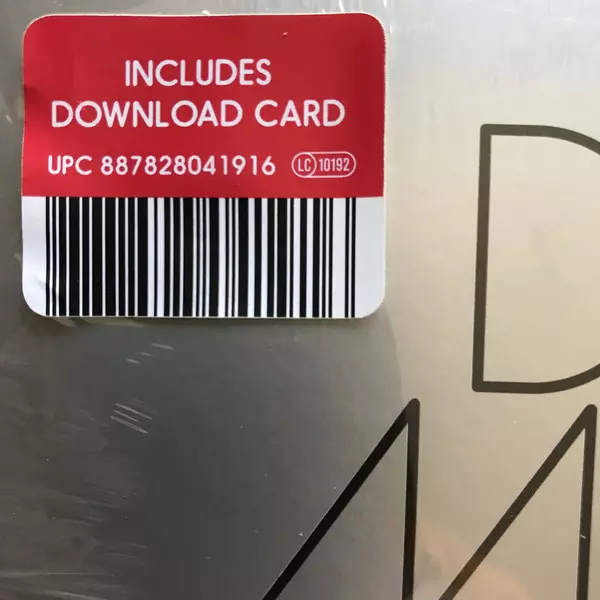 INCLUDES
DOWNLOAD CARD
UPC 887828041916 LC 10192
D